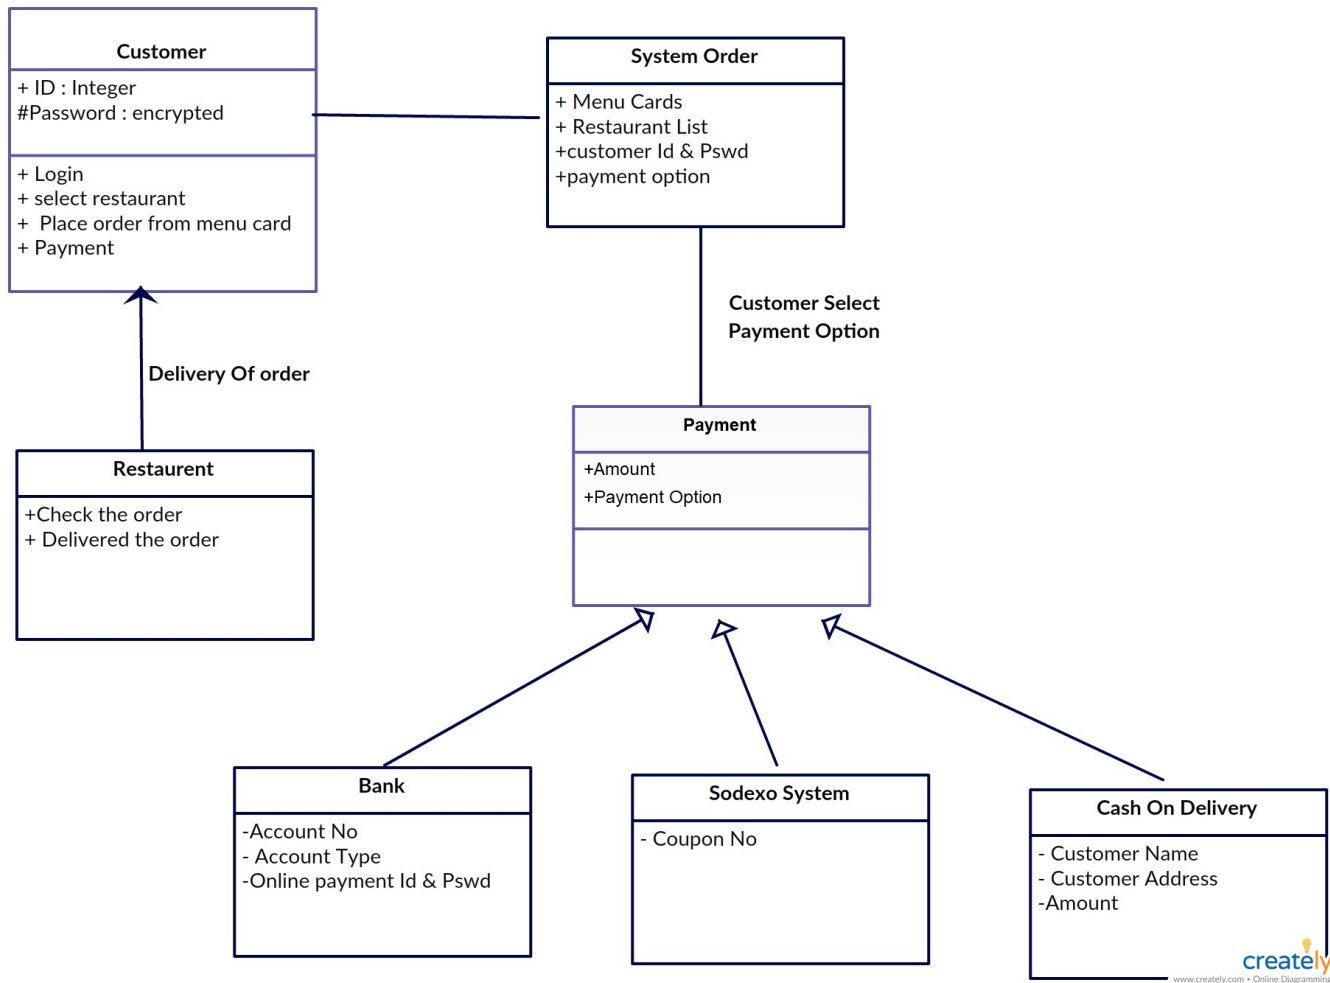 Customer
+ ID : Integer
#Password : encrypted
+ Login
+ select restaurant
+  Place order from menu card
+ Payment
System Order
+ Menu Cards
+ Restaurant List
+customer Id & Pswd
+payment option
Customer Select
Payment Option
Delivery Of order
Restaurent
+Check the order
+ Delivered the order
Payment
+Amount
+Payment Option
Bank
-Account No
- Account Type
-Online payment Id & Pswd
Sodexo System
- Coupon No
Cash On Delivery
- Customer Name
- Customer Address
-Amount
creately
www.creately.com • Online Diagramming